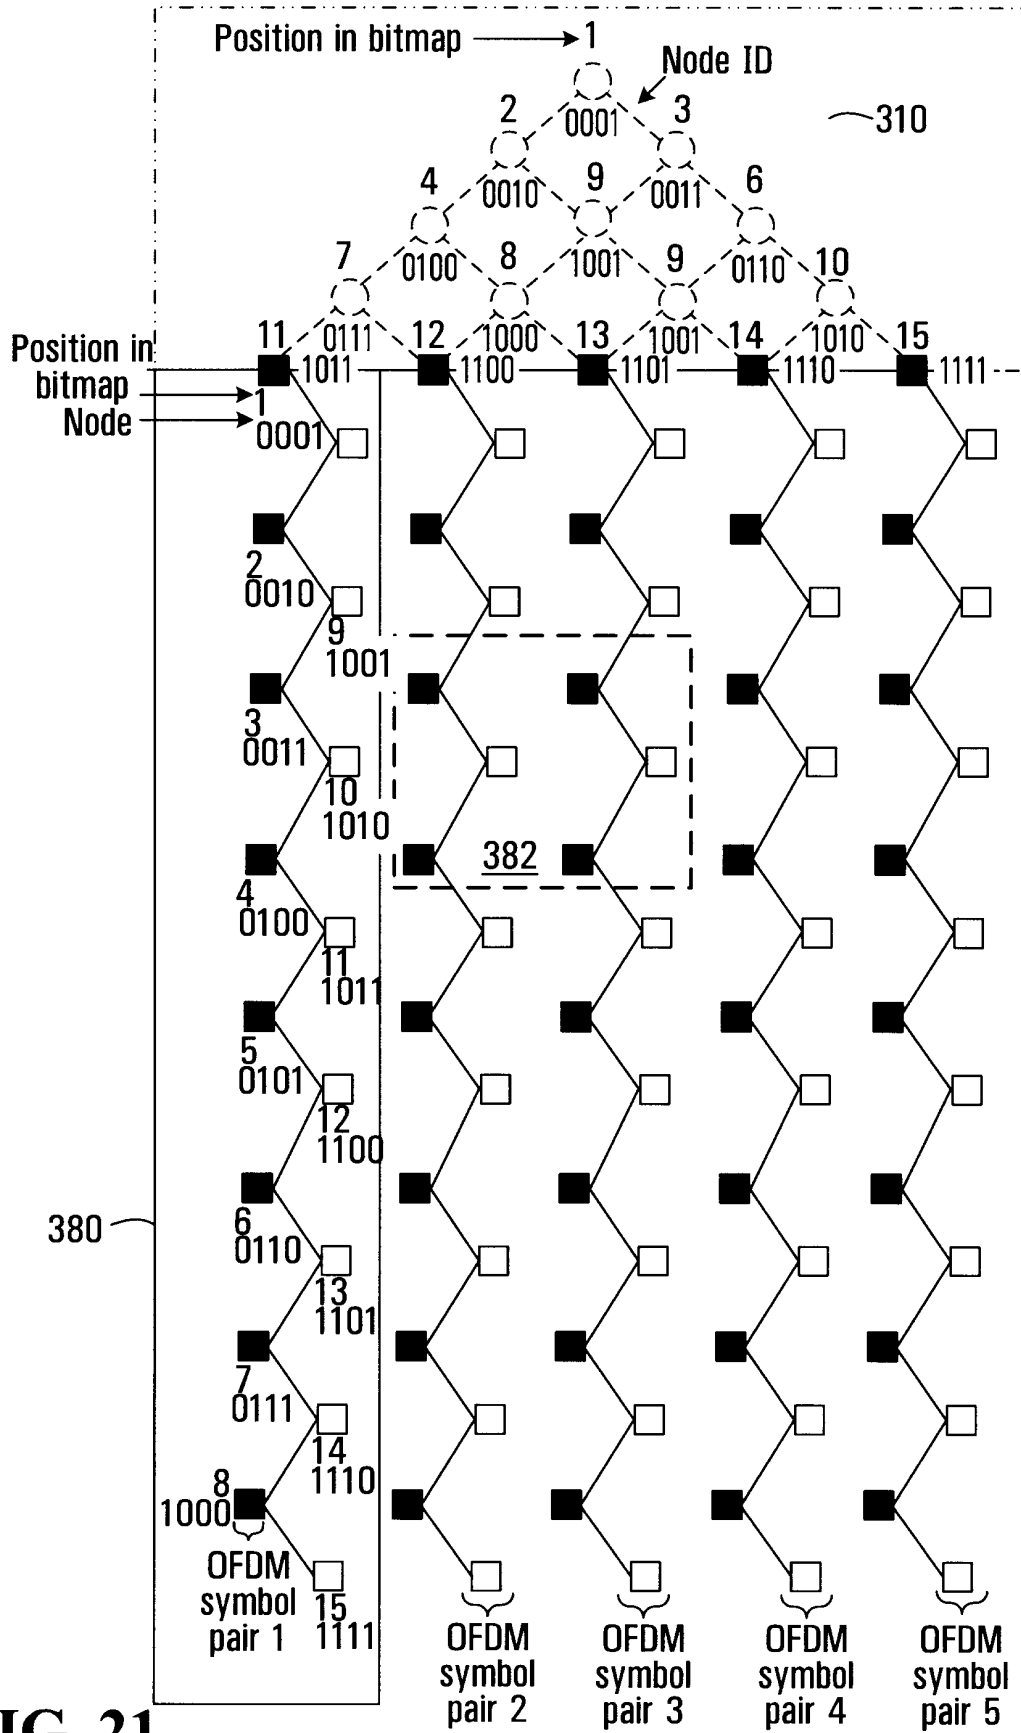 Position in bitmap 1
Node ID
2 0001 3
310
4 0010 9 0011 6
7 0100 8 1001 9 0110 10
11 0111 12 1000 13 1001 14 1010 15
Position in bitmap
1011 1100 1101 1110 1111
1
Node
0001
2
0010
9
1001
3
0011
10
1010
382
4
0100
11
1011
5
0101
12
1100
380
6
0110
13
1101
7
0111
14
1110
8
1000
OFDM symbol pair 1
15
1111
OFDM symbol pair 2
OFDM symbol pair 3
OFDM symbol pair 4
OFDM symbol pair 5
IG. 21